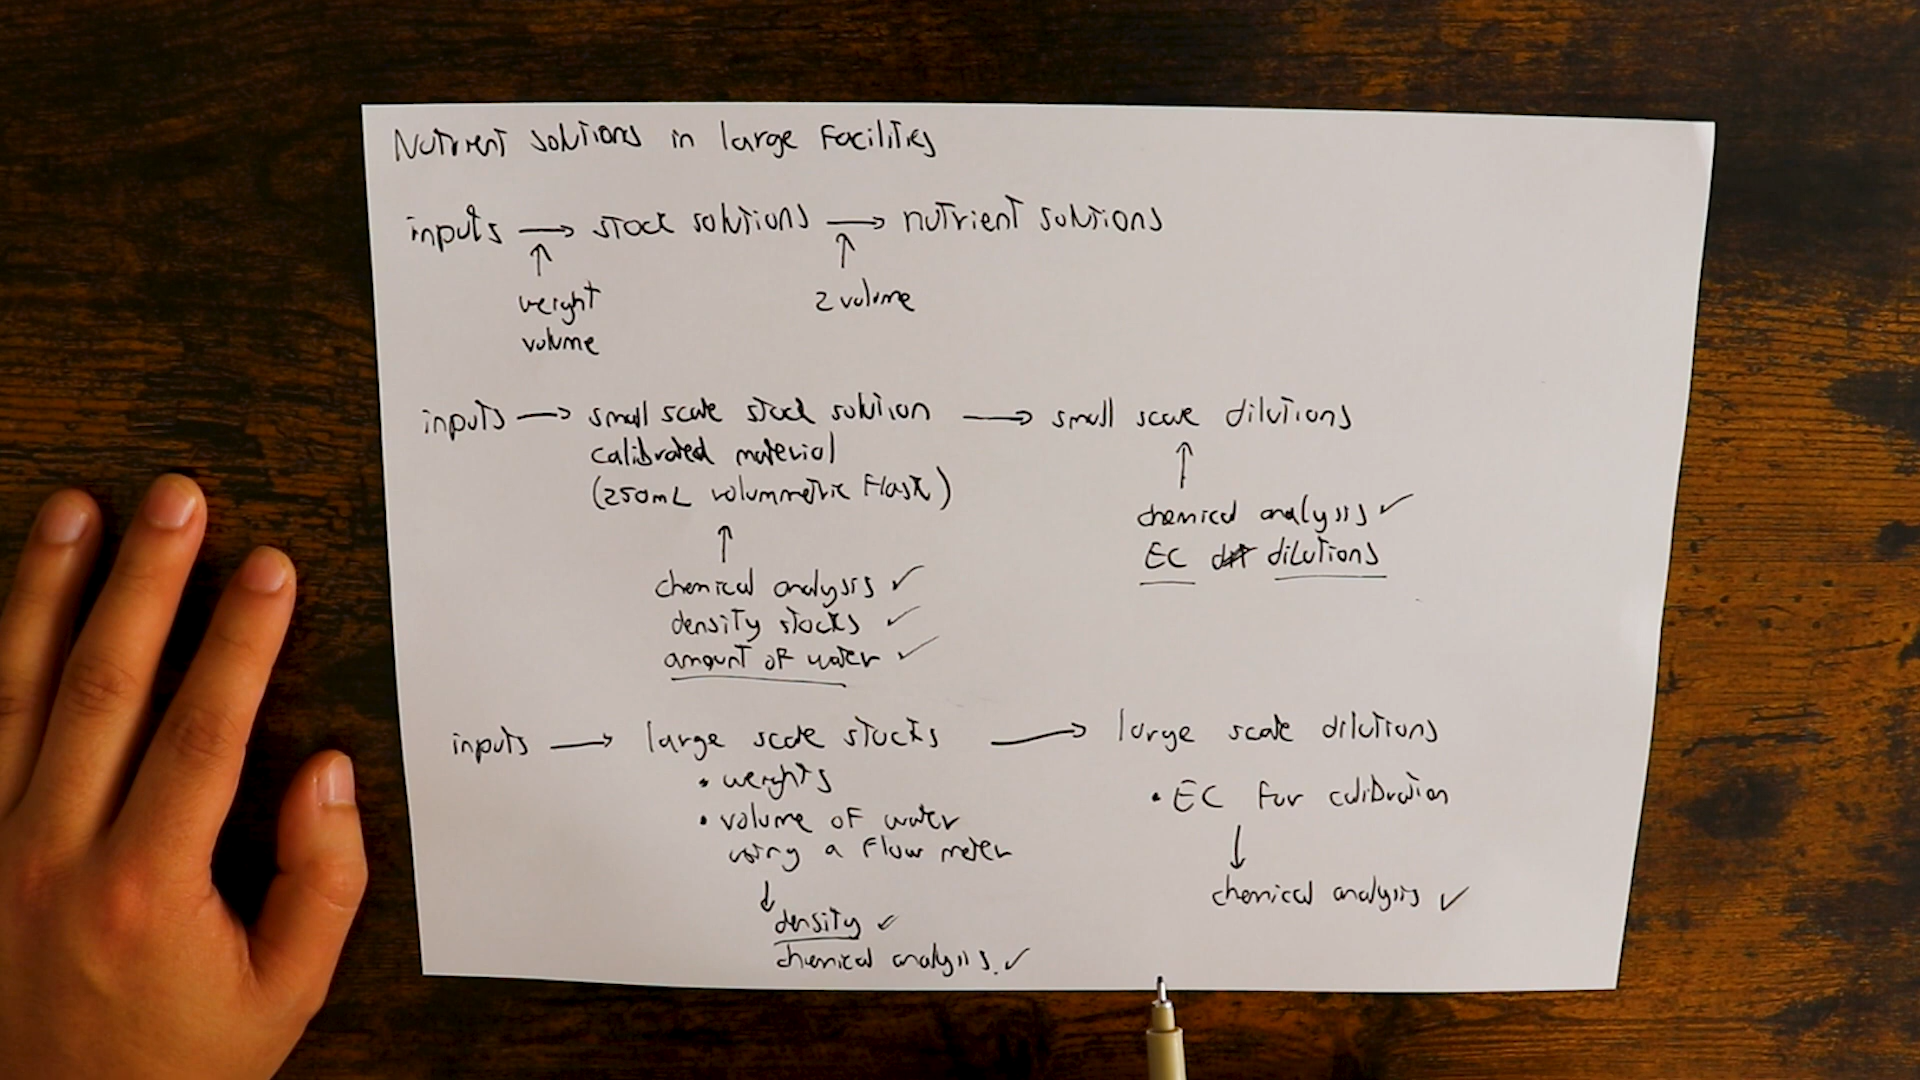 Nutrient solutions in large facilities
inputs → stock solutions → nutrient solutions
↑ ↑
weight 2 volume
volume
inputs → small scale stock solution → small scale dilutions
calibrated material ↑
(250mL volummetric flask) chemical analysis ✓
↑ EC dilutions
chemical analysis ✓
density stocks ✓
amount of water ✓
inputs → large scale stocks → large scale dilutions
• weights • EC for calibration
• volume of water ↓
using a flow meter chemical analysis ✓
↓
density ✓
chemical analysis. ✓